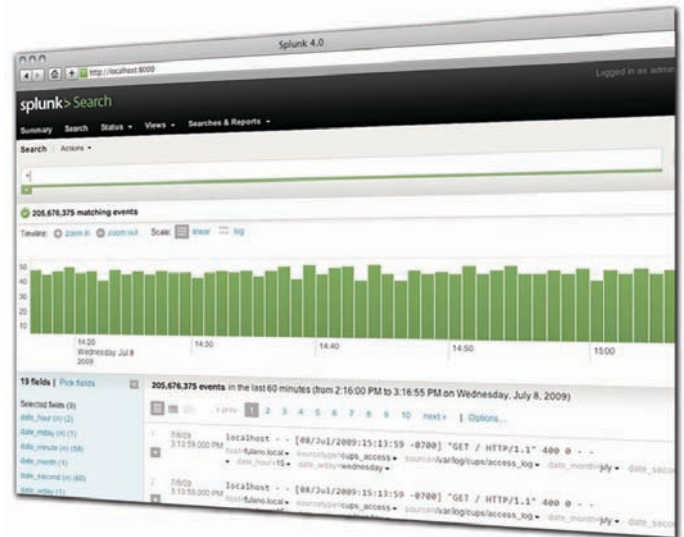 Splunk 4.0
http://localhost:8000
Logged in as admin
splunk> Search
Summary Search Status Views Searches & Reports
Search | Actions
*
205,676,375 matching events
Timeline: zoom in zoom out Scale: linear log
50
40
30
20
10
14:20 14:30 14:40 14:50 15:00
Wednesday Jul 8
2009
19 fields | Pick fields
205,676,375 events in the last 60 minutes (from 2:16:00 PM to 3:16:55 PM on Wednesday, July 8, 2009)
Selected fields (9)
« prev 1 2 3 4 5 6 7 8 9 10 next » | Options...
date_hour (n) (2)
date_mday (n) (1)
date_minute (n) (58)
date_month (1)
date_second (n) (60)
date_wday (1)
1 3:13:59.000 PM localhost - - [08/Jul/2009:15:13:59 -0700] "GET / HTTP/1.1" 400 0 - -
host=fulano.local sourcetype=cups_access source=/var/log/cups/access_log date_month=july
date_hour=15 date_wday=wednesday
2 3:13:59.000 PM localhost - - [08/Jul/2009:15:13:59 -0700] "GET / HTTP/1.1" 400 0 - -
host=fulano.local sourcetype=cups_access source=/var/log/cups/access_log date_month=july
date_hour=15 date_wday=wednesday